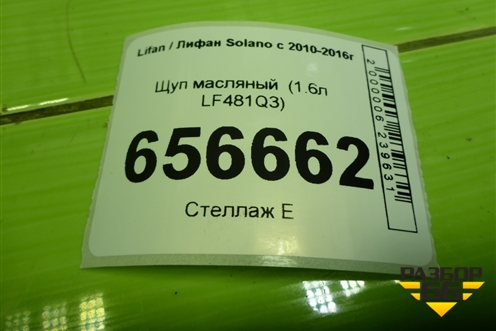 Lifan / Лифан Solano с 2010-2016г
Щуп масляный (1.6л
LF481Q3)
656662
Стеллаж Е
2000006239631
РАЗБОР